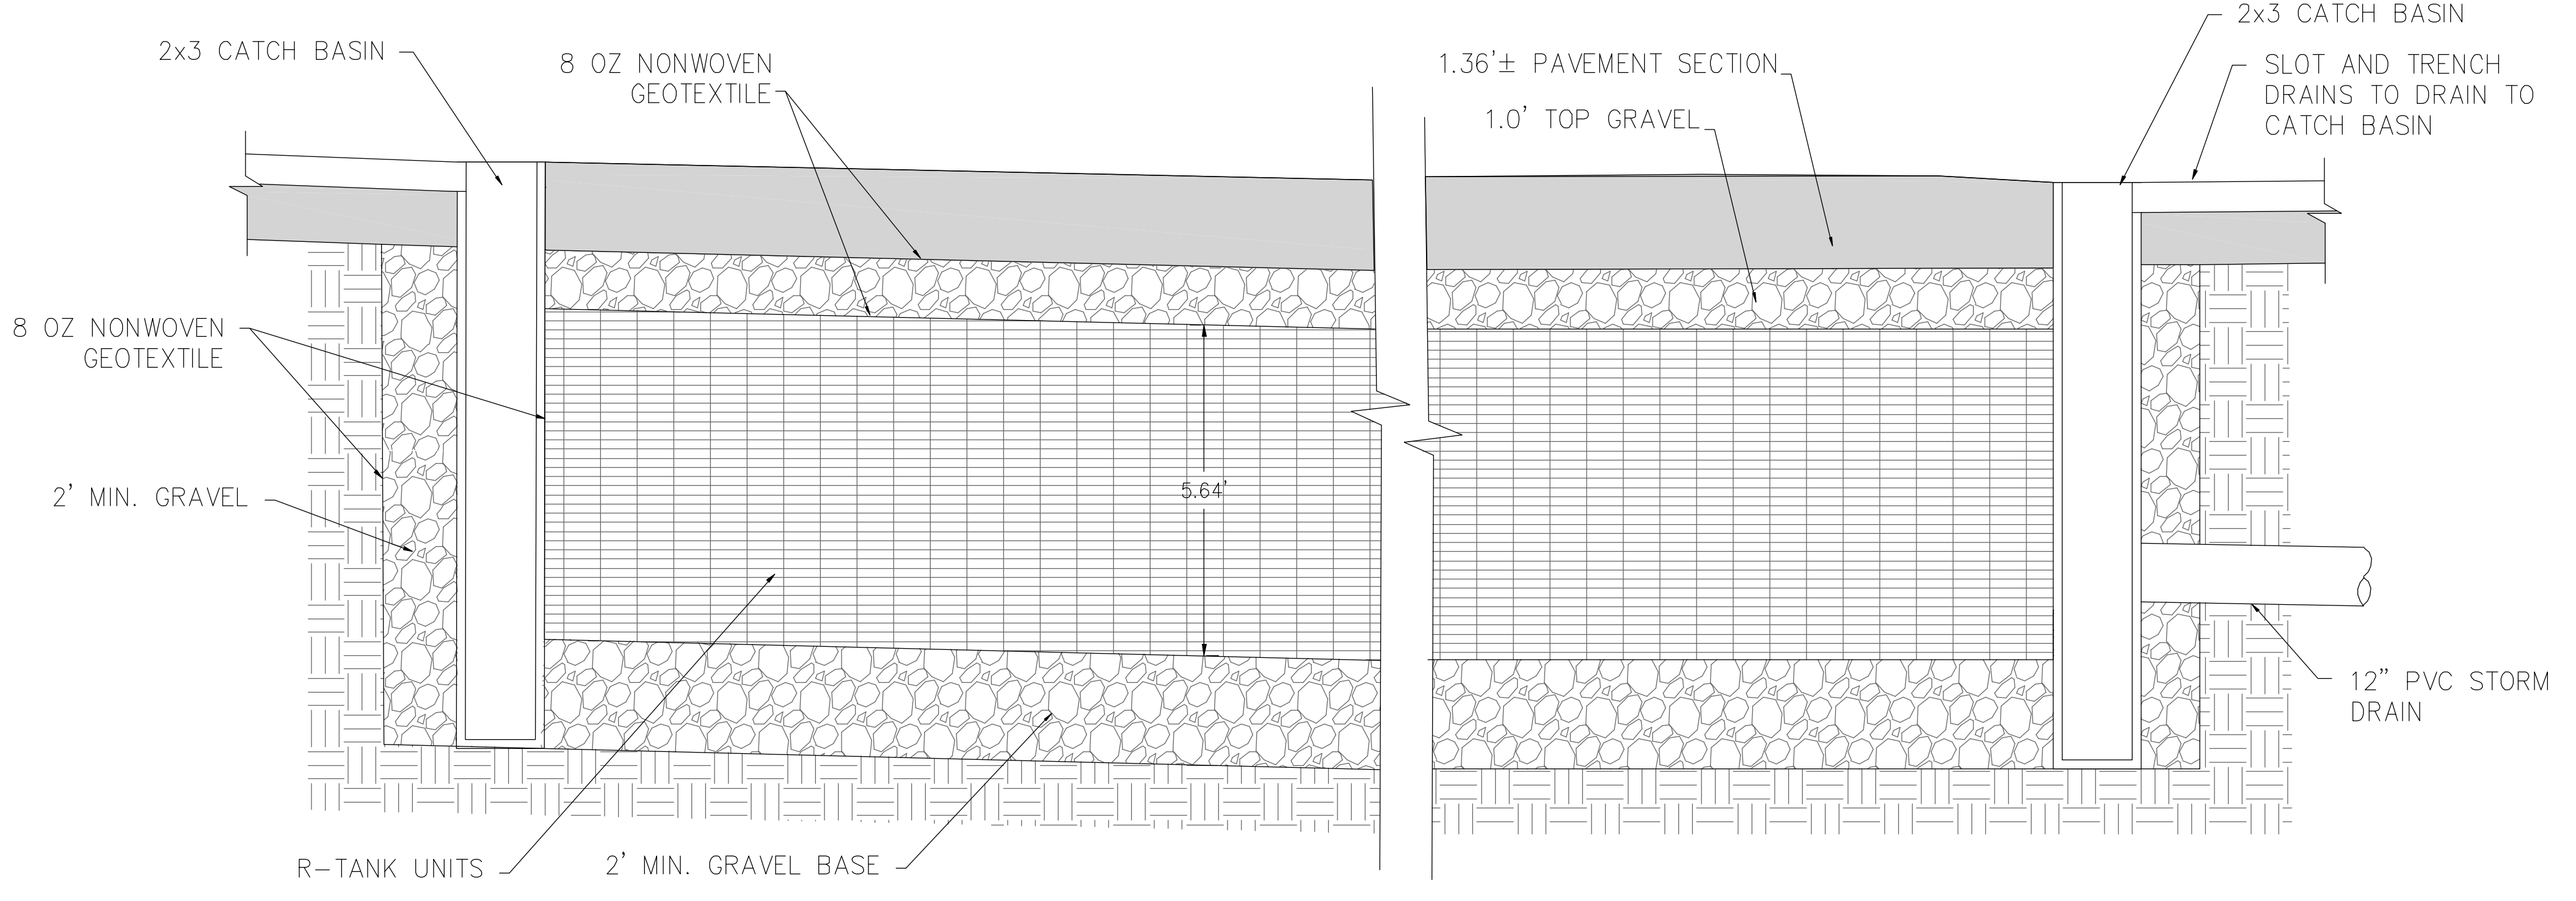 2x3 CATCH BASIN
8 OZ NONWOVEN
GEOTEXTILE
1.36'± PAVEMENT SECTION
1.0' TOP GRAVEL
2x3 CATCH BASIN
SLOT AND TRENCH
DRAINS TO DRAIN TO
CATCH BASIN
8 OZ NONWOVEN
GEOTEXTILE
2' MIN. GRAVEL
5.64'
12" PVC STORM
DRAIN
R-TANK UNITS
2' MIN. GRAVEL BASE